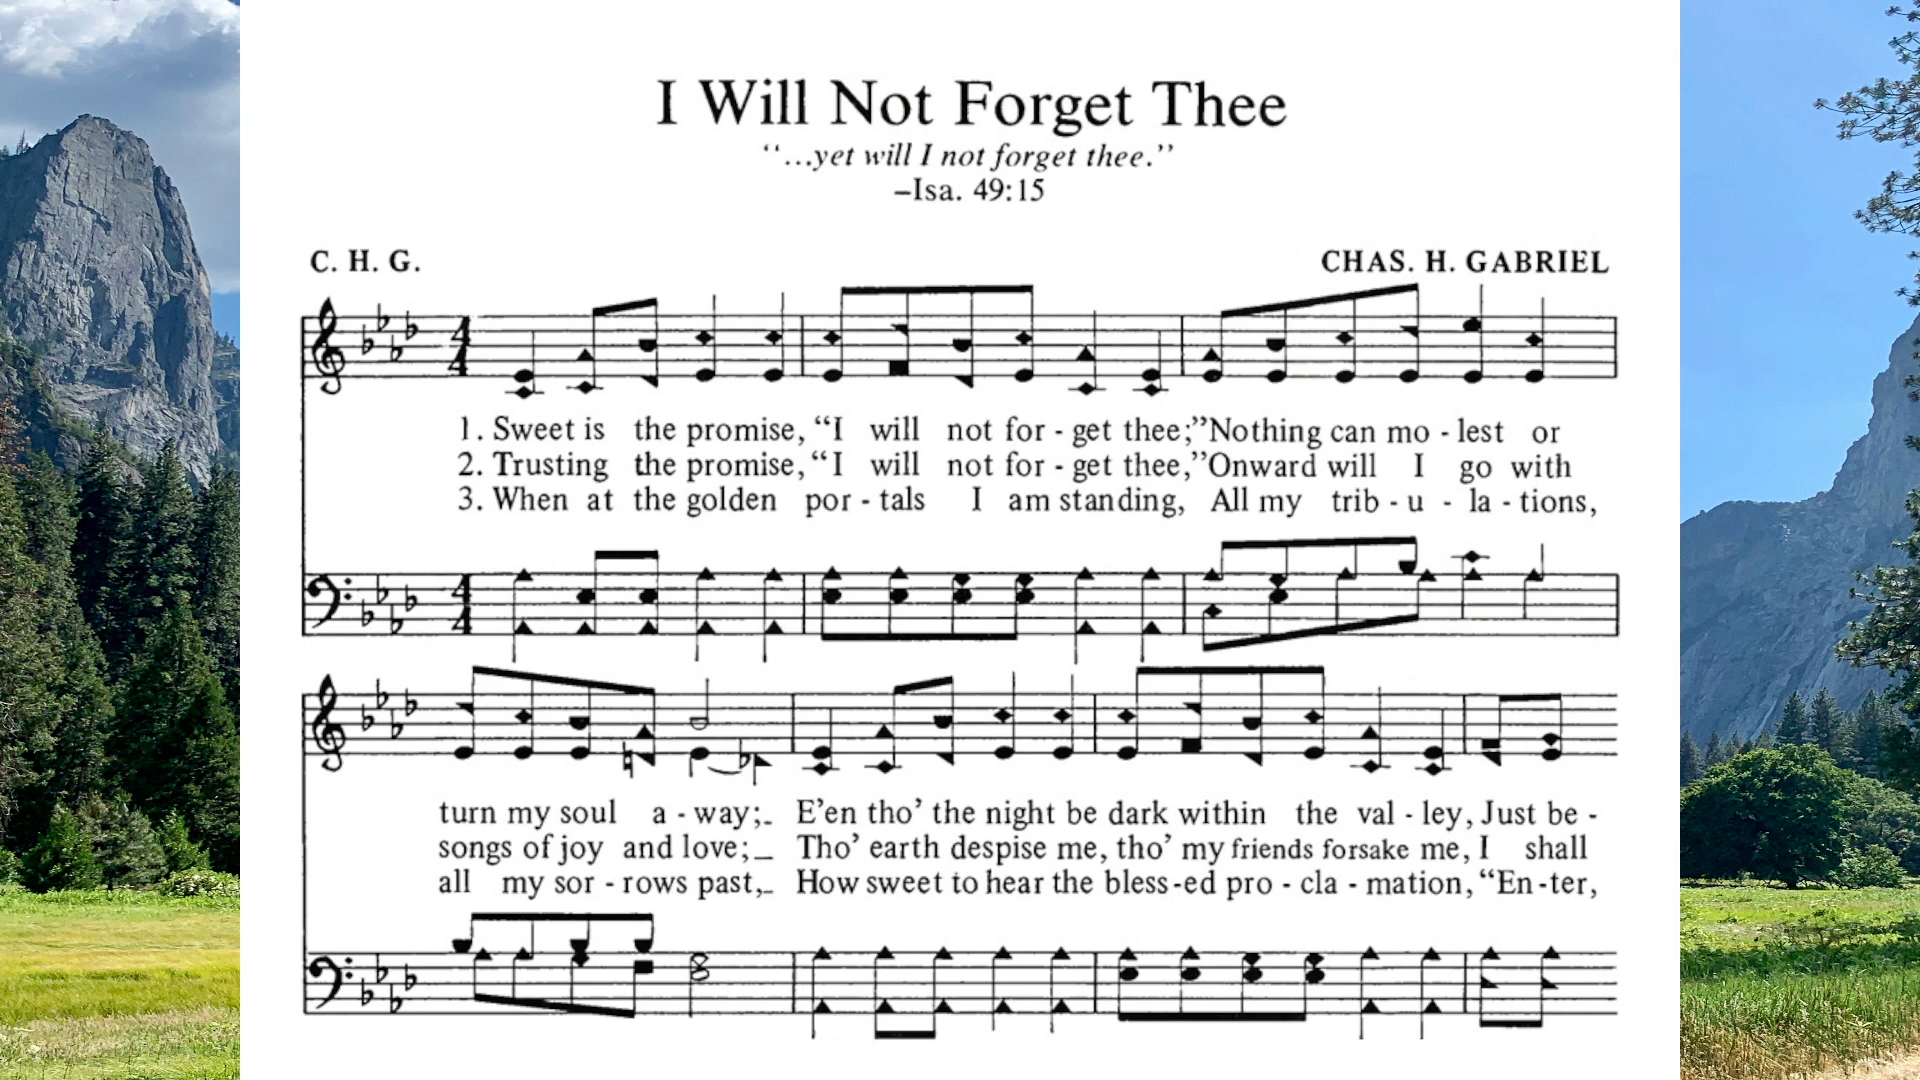 I Will Not Forget Thee
“...yet will I not forget thee.”
–Isa. 49:15
C. H. G. CHAS. H. GABRIEL
4
4
1. Sweet is the promise, “I will not for - get thee;” Nothing can mo - lest or
2. Trusting the promise, “I will not for - get thee,” Onward will I go with
3. When at the golden por - tals I am standing, All my trib - u - la - tions,
4
4
turn my soul a - way;_ E’en tho’ the night be dark within the val - ley, Just be -
songs of joy and love;_ Tho’ earth despise me, tho’ my friends forsake me, I shall
all my sor - rows past,_ How sweet to hear the bless-ed pro - cla - mation, “En-ter,